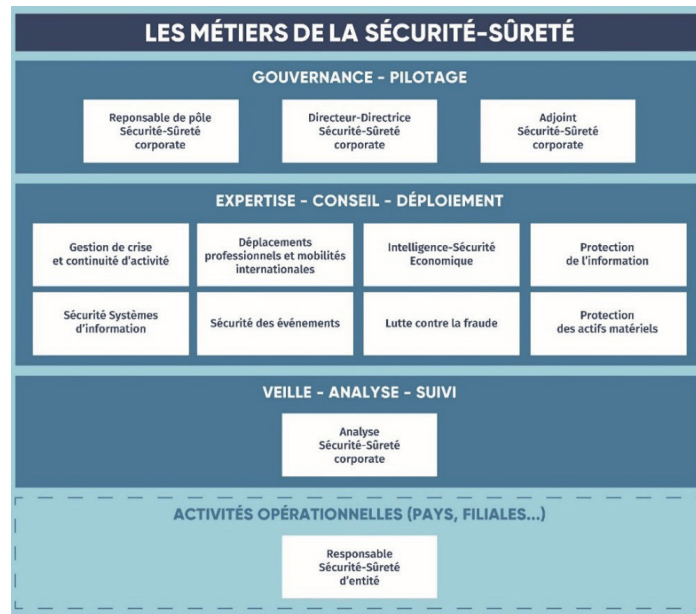 LES MÉTIERS DE LA SÉCURITÉ-SÛRETÉ
GOUVERNANCE - PILOTAGE
Reponsable de pôle
Sécurité-Sûreté
corporate
Directeur-Directrice
Sécurité-Sûreté
corporate
Adjoint
Sécurité-Sûreté
corporate
EXPERTISE - CONSEIL - DÉPLOIEMENT
Gestion de crise
et continuité d'activité
Déplacements
professionnels et mobilités
internationales
Intelligence-Sécurité
Economique
Protection
de l'information
Sécurité Systèmes
d'information
Sécurité des événements
Lutte contre la fraude
Protection
des actifs matériels
VEILLE - ANALYSE - SUIVI
Analyse
Sécurité-Sûreté
corporate
ACTIVITÉS OPÉRATIONNELLES (PAYS, FILIALES...)
Responsable
Sécurité-Sûreté
d'entité